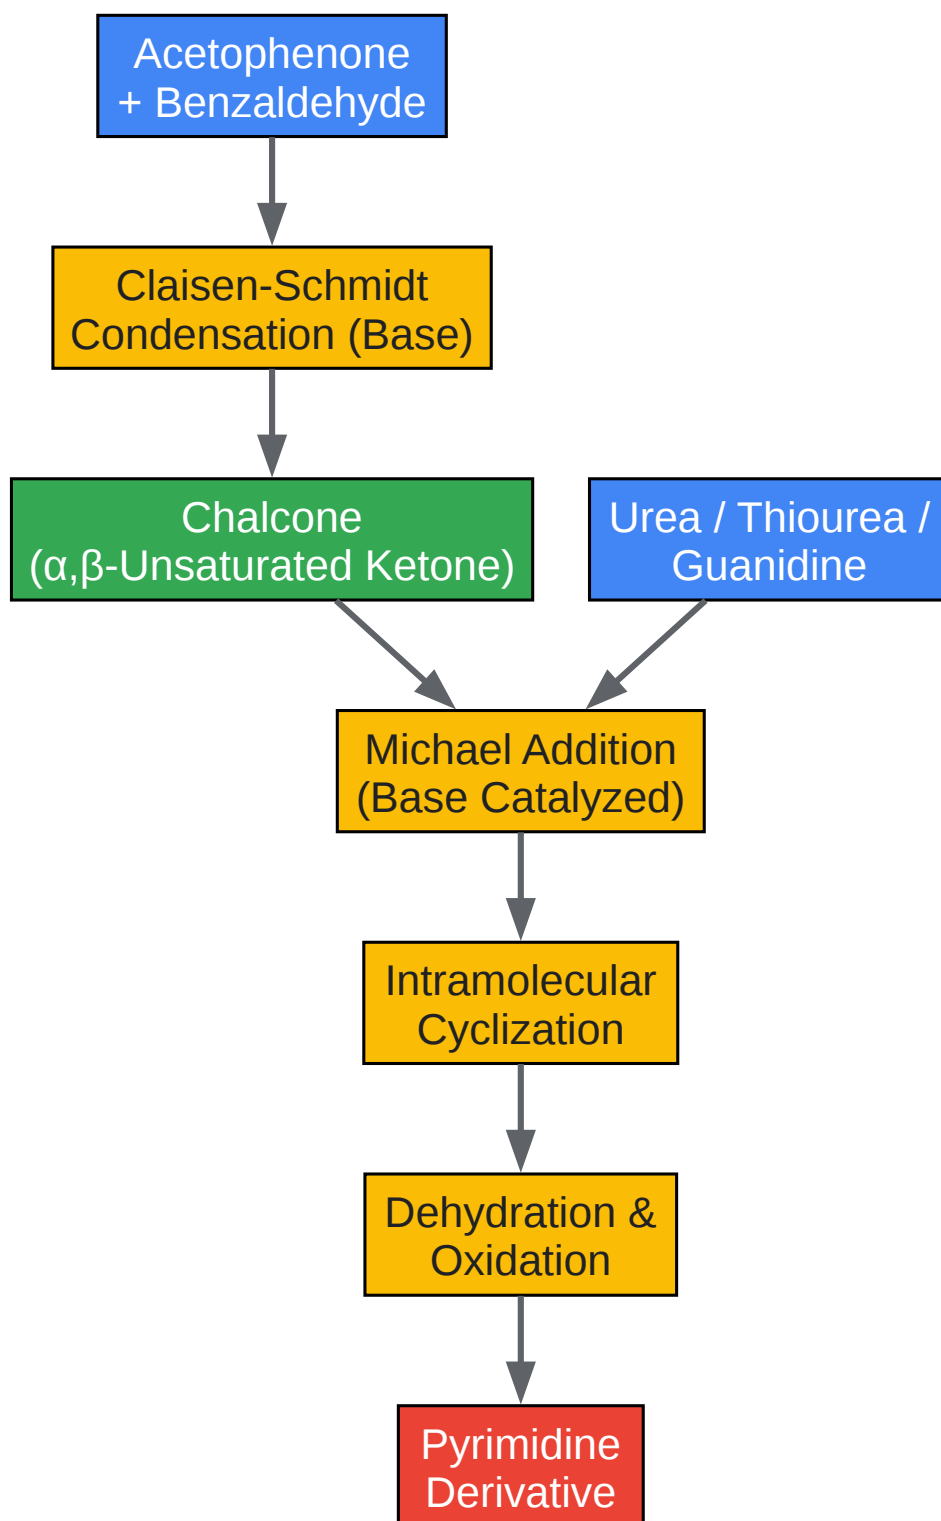 Acetophenone
+ Benzaldehyde
Claisen-Schmidt
Condensation (Base)
Chalcone
(α,β-Unsaturated Ketone)
Urea / Thiourea /
Guanidine
Michael Addition
(Base Catalyzed)
Intramolecular
Cyclization
Dehydration &
Oxidation
Pyrimidine
Derivative